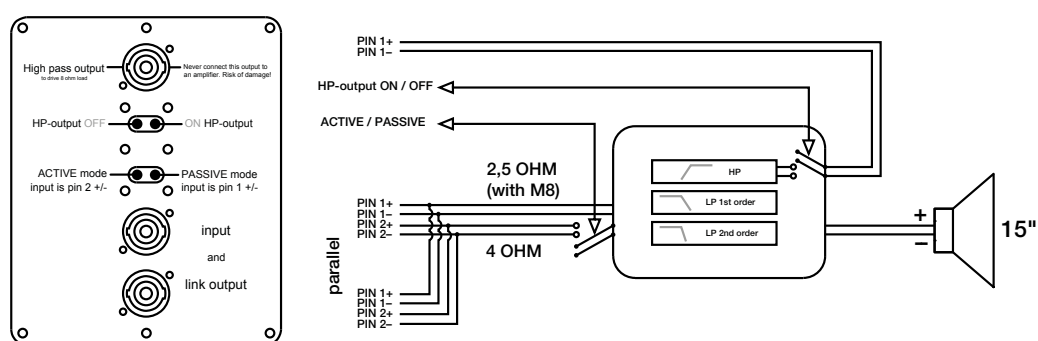 High pass output
to drive 8 ohm load
Never connect this output to
an amplifier. Risk of damage!
HP-output OFF
ON HP-output
ACTIVE mode
input is pin 2 +/-
PASSIVE mode
input is pin 1 +/-
input
and
link output
PIN 1+
PIN 1–
HP-output ON / OFF
ACTIVE / PASSIVE
2,5 OHM
(with M8)
PIN 1+
PIN 1–
PIN 2+
PIN 2–
4 OHM
parallel
PIN 1+
PIN 1–
PIN 2+
PIN 2–
HP
LP 1st order
LP 2nd order
+
–
15"